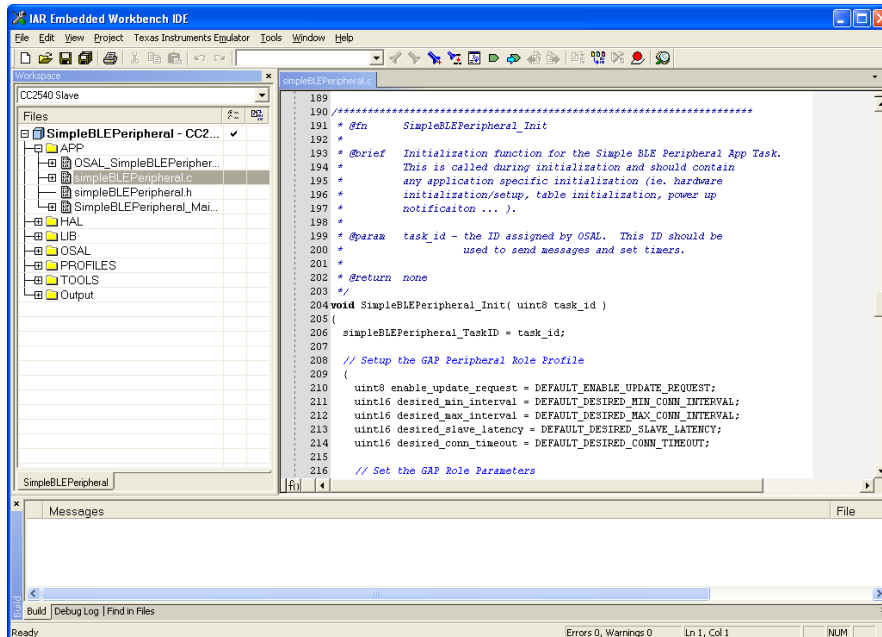 IAR Embedded Workbench IDE
File Edit View Project Texas Instruments Emulator Tools Window Help
Workspace
CC2540 Slave
Files
SimpleBLEPeripheral - CC2...
APP
OSAL_SimpleBLEPeripher...
simpleBLEPeripheral.c
simpleBLEPeripheral.h
SimpleBLEPeripheral_Mai...
HAL
LIB
OSAL
PROFILES
TOOLS
Output
SimpleBLEPeripheral
simpleBLEPeripheral.c
189
190 /*********************************************************************
191 * @fn      SimpleBLEPeripheral_Init
192 *
193 * @brief   Initialization function for the Simple BLE Peripheral App Task.
194 *          This is called during initialization and should contain
195 *          any application specific initialization (ie. hardware
196 *          initialization/setup, table initialization, power up
197 *          notificaiton ... ).
198 *
199 * @param   task_id - the ID assigned by OSAL.  This ID should be
200 *                    used to send messages and set timers.
201 *
202 * @return  none
203 */
204 void SimpleBLEPeripheral_Init( uint8 task_id )
205 {
206   simpleBLEPeripheral_TaskID = task_id;
207
208   // Setup the GAP Peripheral Role Profile
209   {
210     uint8 enable_update_request = DEFAULT_ENABLE_UPDATE_REQUEST;
211     uint16 desired_min_interval = DEFAULT_DESIRED_MIN_CONN_INTERVAL;
212     uint16 desired_max_interval = DEFAULT_DESIRED_MAX_CONN_INTERVAL;
213     uint16 desired_slave_latency = DEFAULT_DESIRED_SLAVE_LATENCY;
214     uint16 desired_conn_timeout = DEFAULT_DESIRED_CONN_TIMEOUT;
215
216     // Set the GAP Role Parameters
f()
Messages File
Build
Build Debug Log Find in Files
Ready Errors 0, Warnings 0 Ln 1, Col 1 NUM